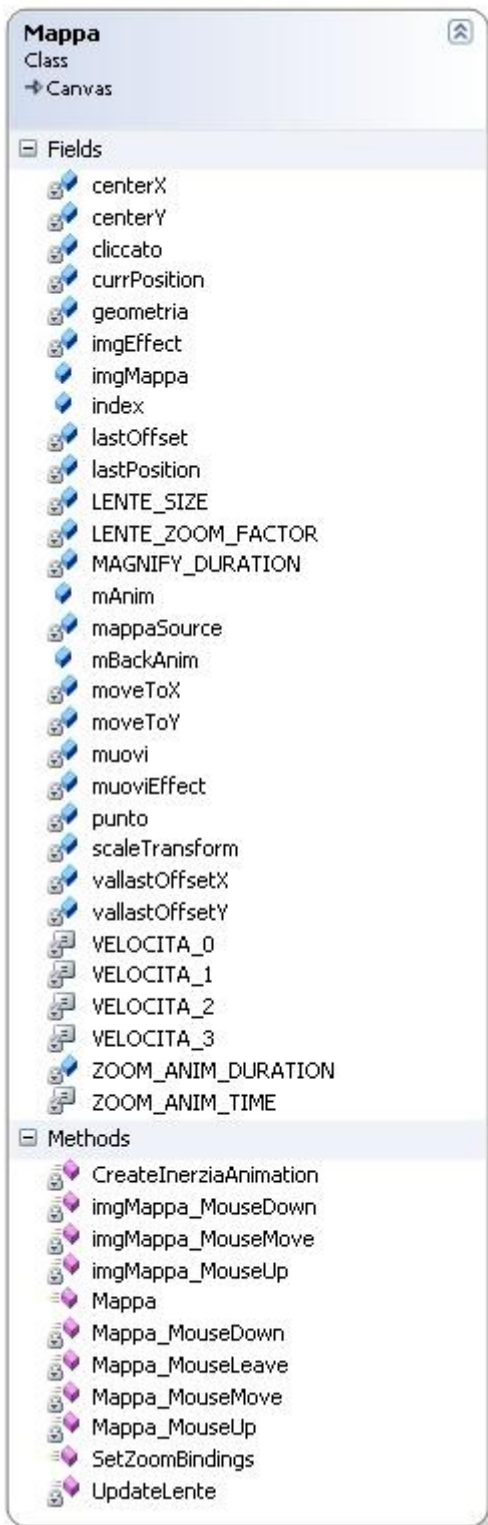 Mappa
Class
Canvas
Fields
centerX
centerY
cliccato
currPosition
geometria
imgEffect
imgMappa
index
lastOffset
lastPosition
LENTE_SIZE
LENTE_ZOOM_FACTOR
MAGNIFY_DURATION
mAnim
mappaSource
mBackAnim
moveToX
moveToY
muovi
muoviEffect
punto
scaleTransform
vallastOffsetX
vallastOffsetY
VELOCITA_0
VELOCITA_1
VELOCITA_2
VELOCITA_3
ZOOM_ANIM_DURATION
ZOOM_ANIM_TIME
Methods
CreateInerziaAnimation
imgMappa_MouseDown
imgMappa_MouseMove
imgMappa_MouseUp
Mappa
Mappa_MouseDown
Mappa_MouseLeave
Mappa_MouseMove
Mappa_MouseUp
SetZoomBindings
UpdateLente